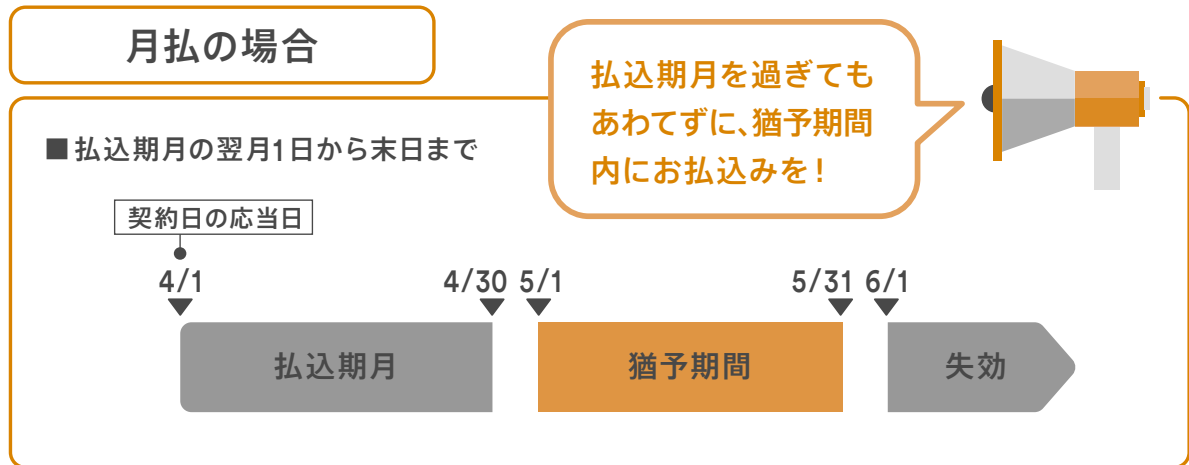 月払の場合
払込期月を過ぎても
あわてずに、猶予期間
内にお払込みを!
■払込期月の翌月1日から末日まで
契約日の応当日
4/1 4/30 5/1 5/31 6/1
払込期月 猶予期間 失効